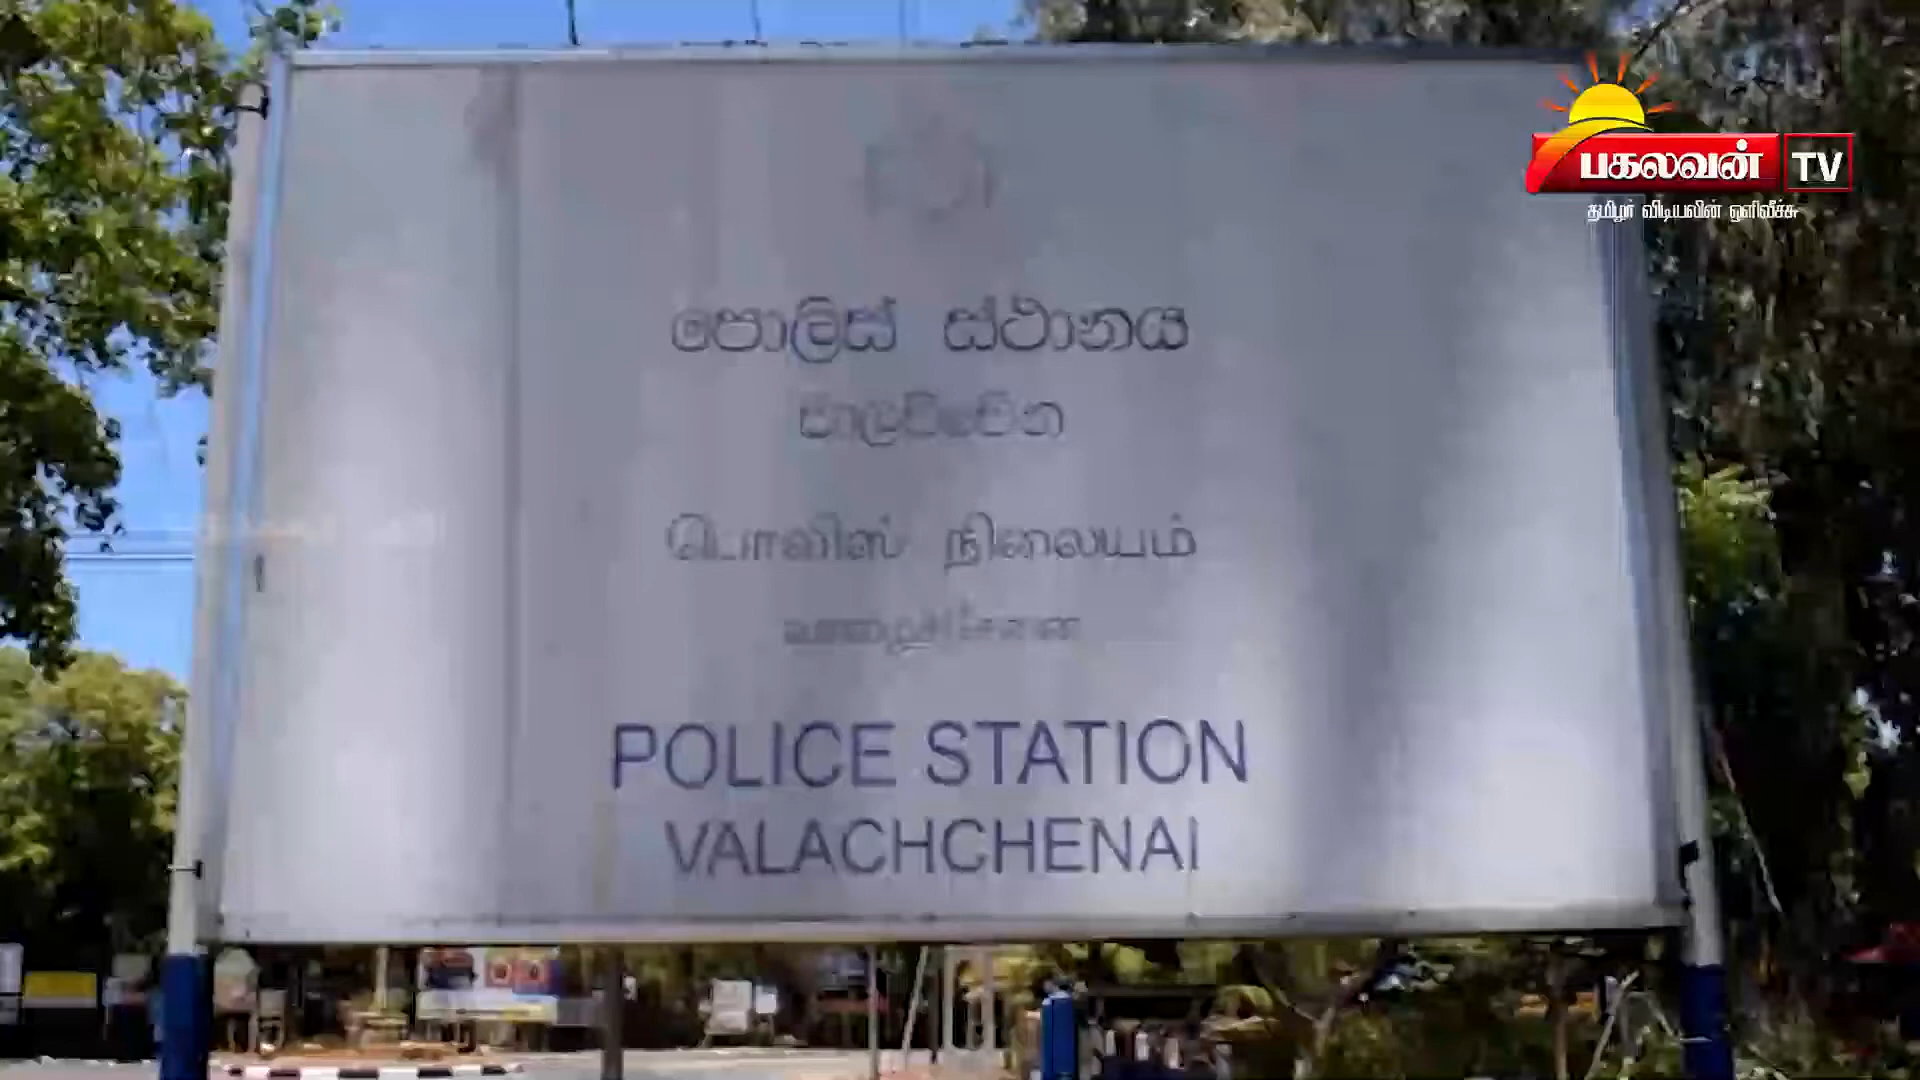 பகலவன் TV
தமிழர் விடியலின் ஒளிவீச்சு
පොලිස් ස්ථානය
වාලච්චේන
பொலிஸ் நிலையம்
வாழைச்சேனை
POLICE STATION
VALACHCHENAI